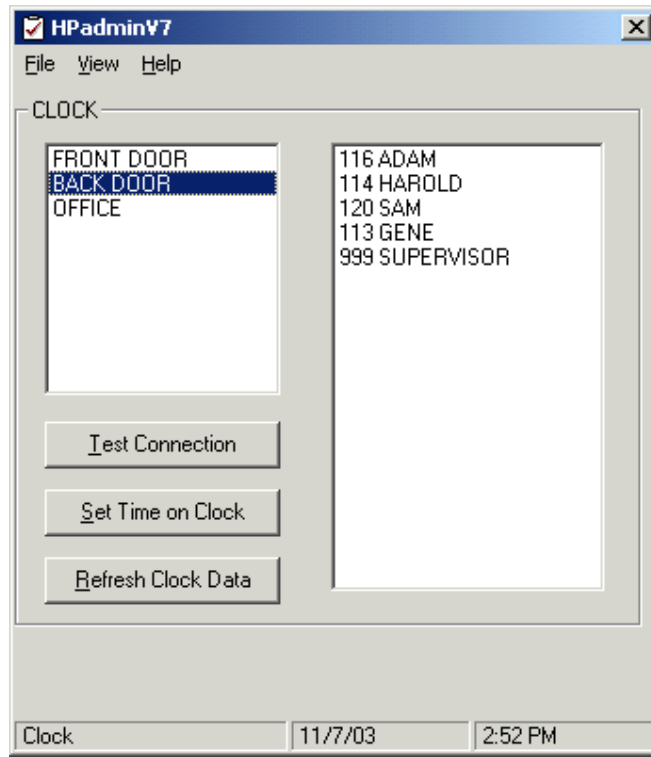 HPadminV7
File View Help
CLOCK
FRONT DOOR
BACK DOOR
OFFICE
116 ADAM
114 HAROLD
120 SAM
113 GENE
999 SUPERVISOR
Test Connection
Set Time on Clock
Refresh Clock Data
Clock 11/7/03 2:52 PM